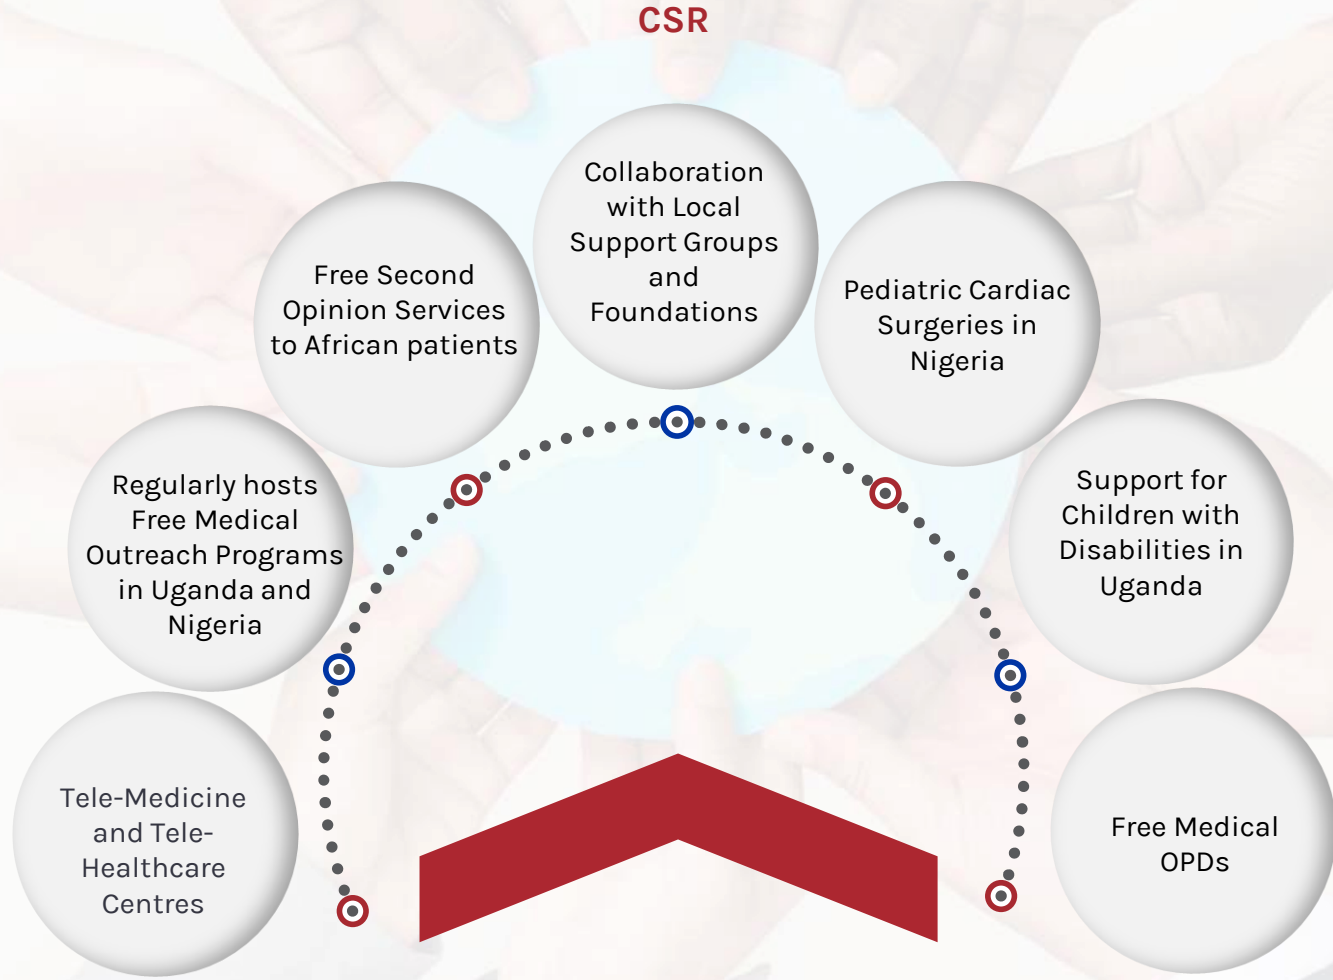 CSR
Tele-Medicine
and Tele-
Healthcare
Centres
Regularly hosts
Free Medical
Outreach Programs
in Uganda and
Nigeria
Free Second
Opinion Services
to African patients
Collaboration
with Local
Support Groups
and
Foundations
Pediatric Cardiac
Surgeries in
Nigeria
Support for
Children with
Disabilities in
Uganda
Free Medical
OPDs